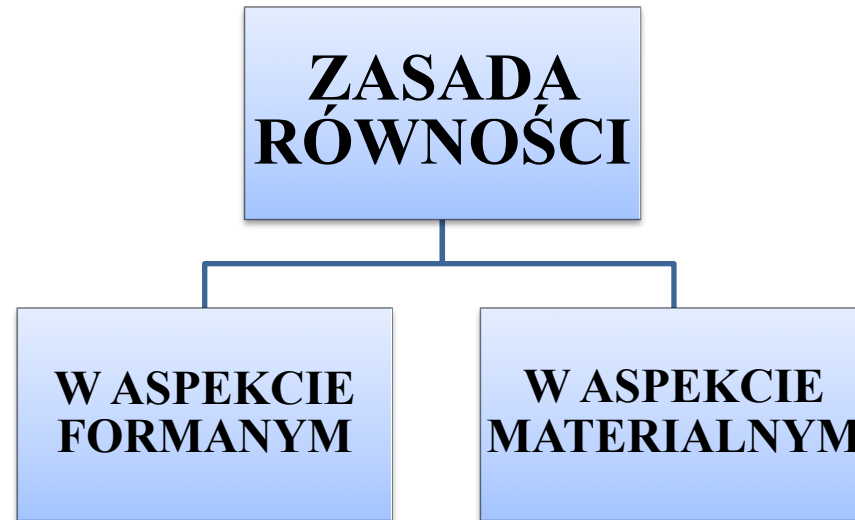 ZASADA
RÓWNOŚCI
W ASPEKCIE
FORMANYM
W ASPEKCIE
MATERIALNYM